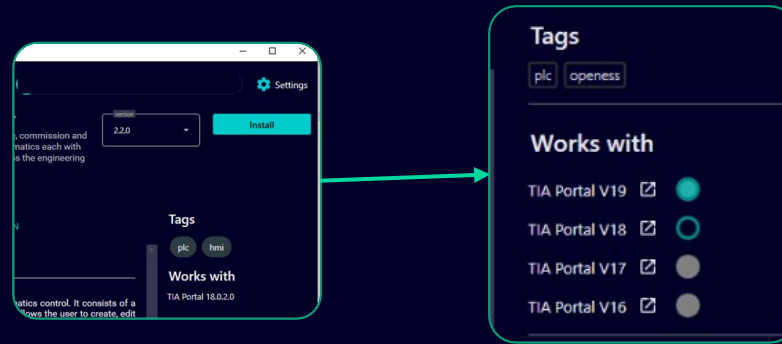 Settings
version
2.2.0
Install
, commission and
matics each with
ss the engineering
N
Tags
plc hmi
Works with
TIA Portal 18.0.2.0
atics control. It consists of a
llows the user to create, edit
Tags
plc openess
Works with
TIA Portal V19
TIA Portal V18
TIA Portal V17
TIA Portal V16